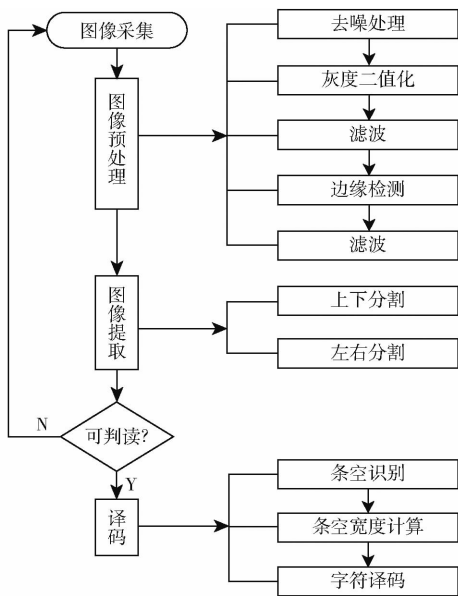 图像采集
图像预处理
去噪处理
灰度二值化
滤波
边缘检测
滤波
图像提取
上下分割
左右分割
可判读?
N
Y
译码
条空识别
条空宽度计算
字符译码